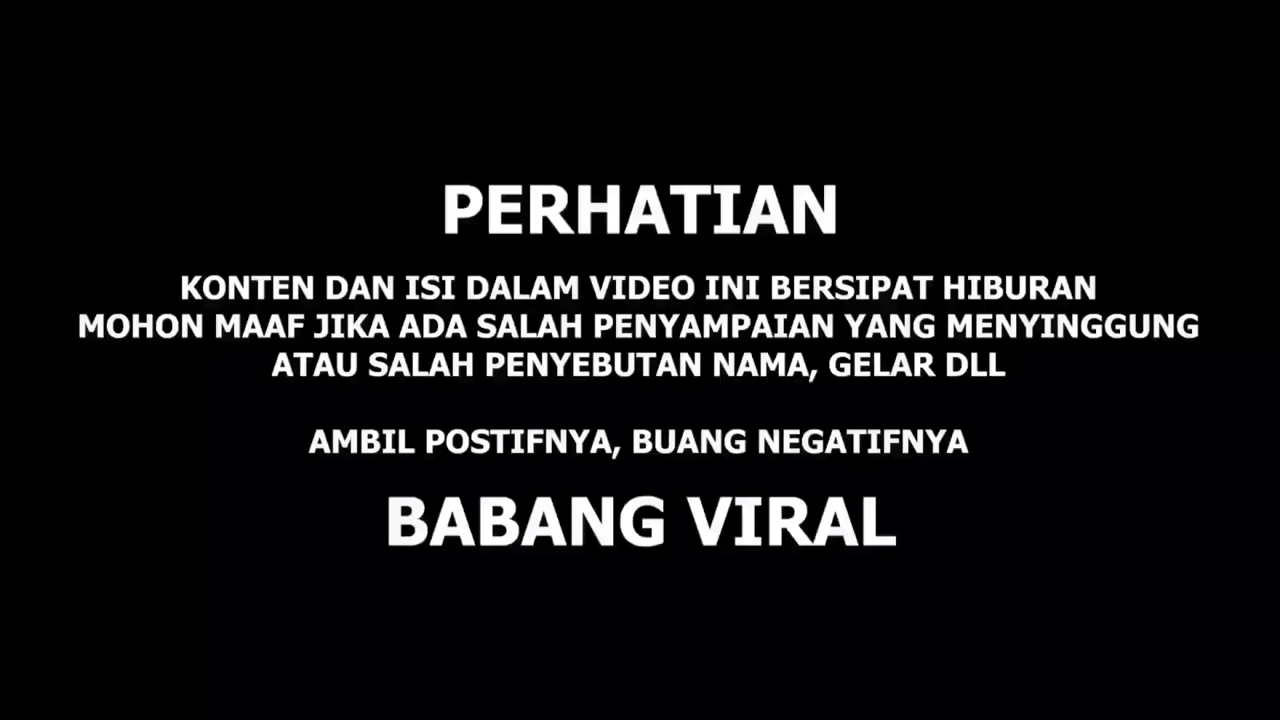 PERHATIAN
KONTEN DAN ISI DALAM VIDEO INI BERSIPAT HIBURAN
MOHON MAAF JIKA ADA SALAH PENYAMPAIAN YANG MENYINGGUNG
ATAU SALAH PENYEBUTAN NAMA, GELAR DLL
AMBIL POSTIFNYA, BUANG NEGATIFNYA
BABANG VIRAL